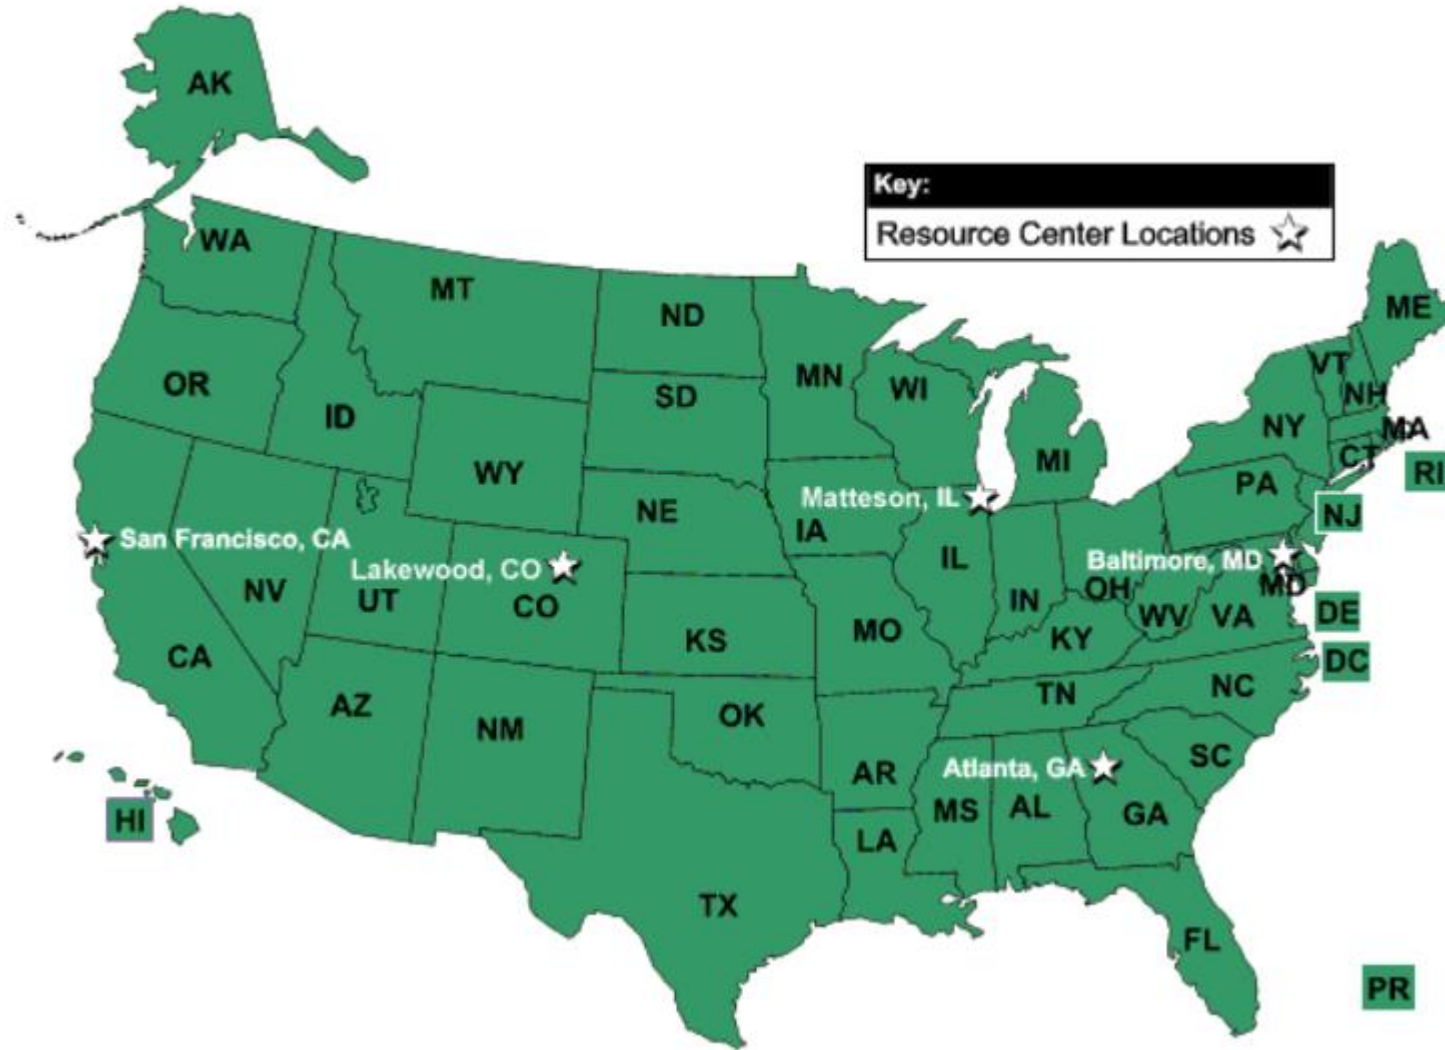 AK
Key:
Resource Center Locations
WA
MT
ND
MN
WI
MI
ME
VT
NH
NY
MA
CT
RI
OR
ID
SD
WY
NE
IA
Matteson, IL
PA
NJ
San Francisco, CA
Lakewood, CO
Baltimore, MD
NV
UT
CO
IL
IN
OH
MD
WV
VA
DE
DC
CA
KS
MO
KY
AZ
NM
OK
TN
NC
AR
Atlanta, GA
SC
HI
LA
MS
AL
GA
TX
FL
PR